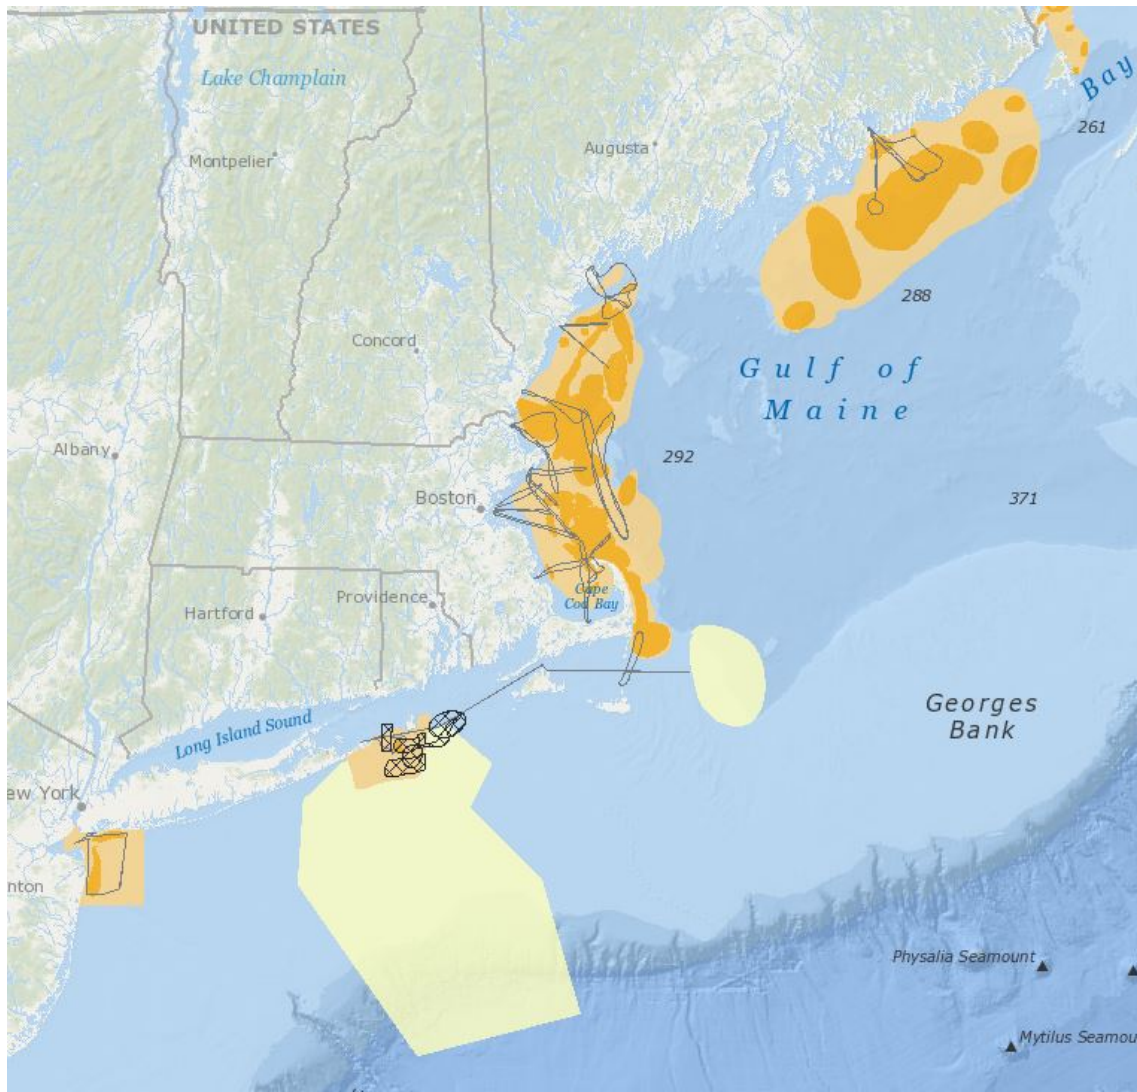 UNITED STATES
Lake Champlain
Bay
261
Augusta
Montpelier
288
Concord
Gulf of
Maine
Albany
292
Boston
371
Cape
Cod Bay
Providence
Hartford
Georges
Bank
Long Island Sound
ew York
nton
Physalia Seamount
Mytilus Seamou